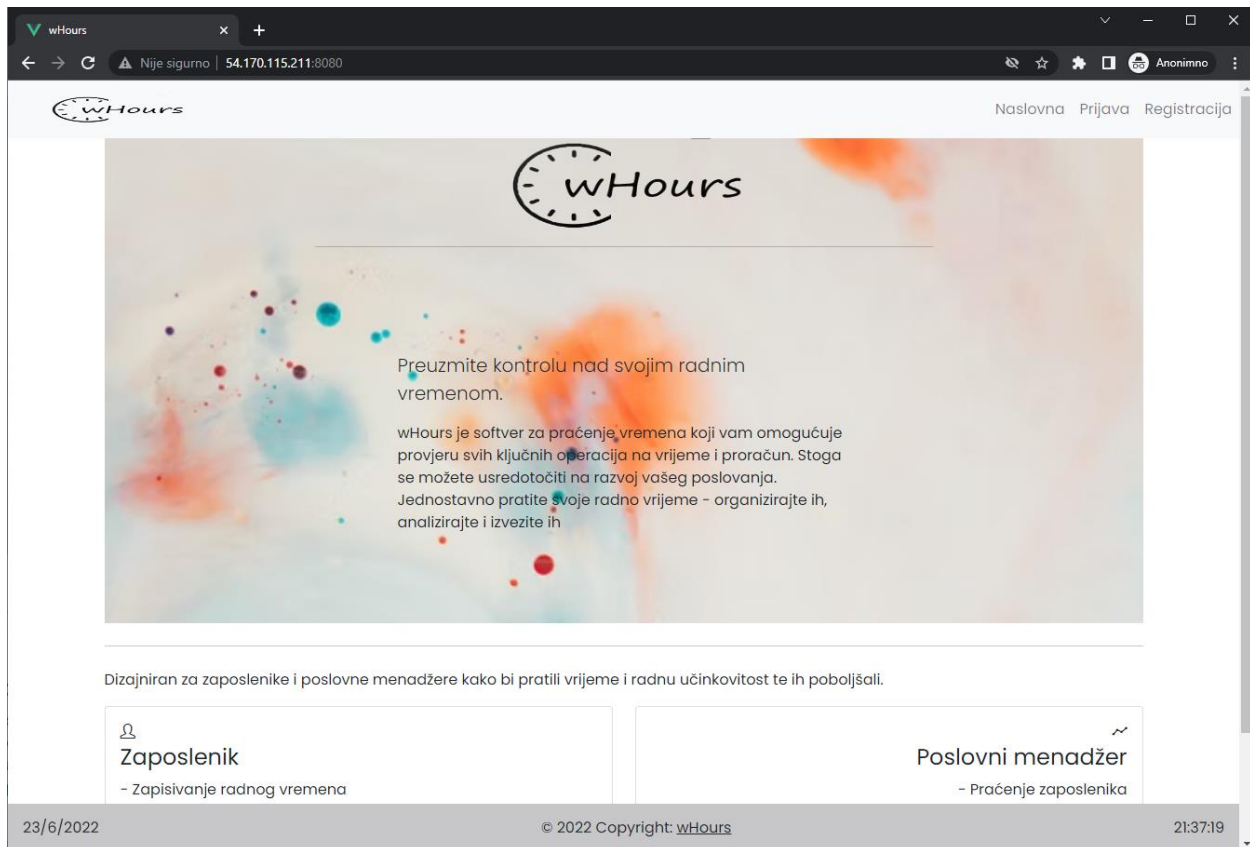 wHours
Nije sigurno | 54.170.115.211:8080
Anonimno
wHours
Naslovna Prijava Registracija
wHours
Preuzmite kontrolu nad svojim radnim
vremenom.
wHours je softver za praćenje vremena koji vam omogućuje
provjeru svih ključnih operacija na vrijeme i proračun. Stoga
se možete usredotočiti na razvoj vašeg poslovanja.
Jednostavno pratite svoje radno vrijeme - organizirajte ih,
analizirajte i izvezite ih
Dizajniran za zaposlenike i poslovne menadžere kako bi pratili vrijeme i radnu učinkovitost te ih poboljšali.
Zaposlenik
- Zapisivanje radnog vremena
Poslovni menadžer
- Praćenje zaposlenika
23/6/2022
© 2022 Copyright: wHours
21:37:19